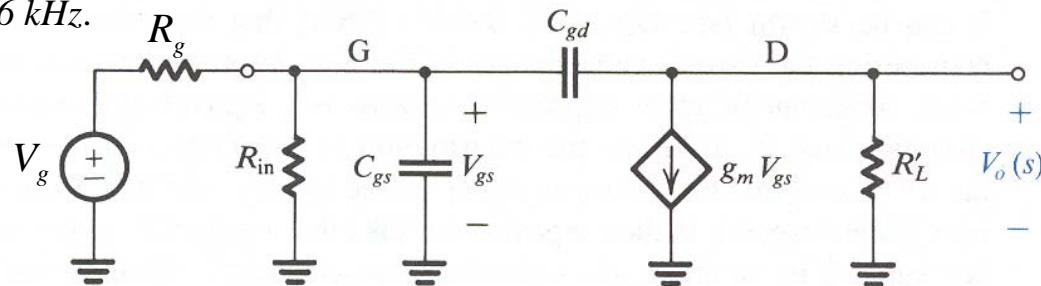 6 kHz.
R_g G C_gd D
V_g + − R_in C_gs + V_gs − g_m V_gs R′_L + V_o (s) −